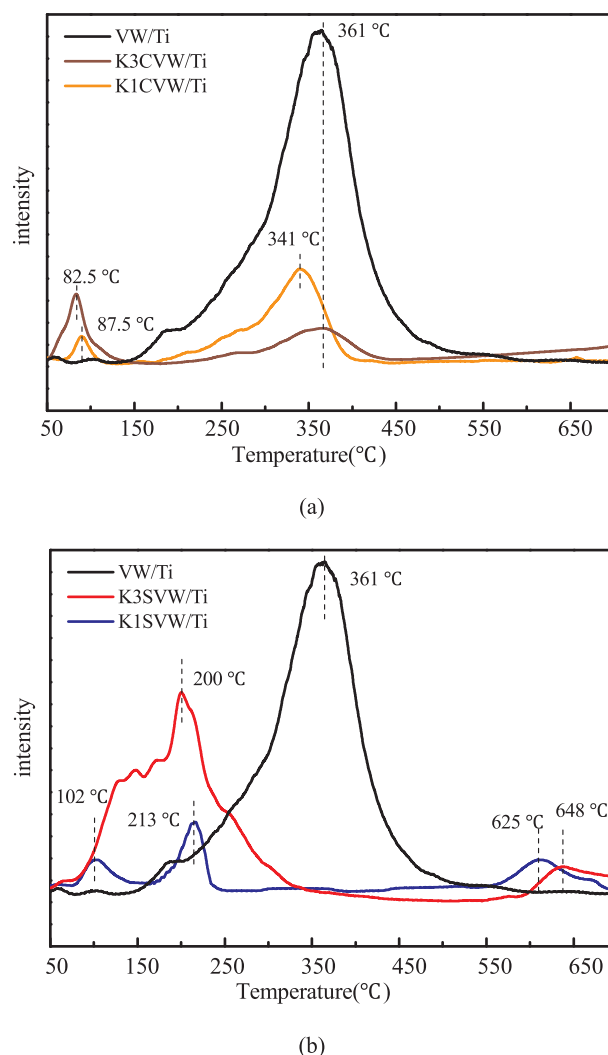 VW/Ti
K3CVW/Ti
K1CVW/Ti
361 °C
341 °C
82.5 °C
87.5 °C
intensity
50 150 250 350 450 550 650
Temperature(°C)
(a)
VW/Ti
K3SVW/Ti
K1SVW/Ti
361 °C
200 °C
102 °C
213 °C
625 °C
648 °C
intensity
50 150 250 350 450 550 650
Temperature(°C)
(b)